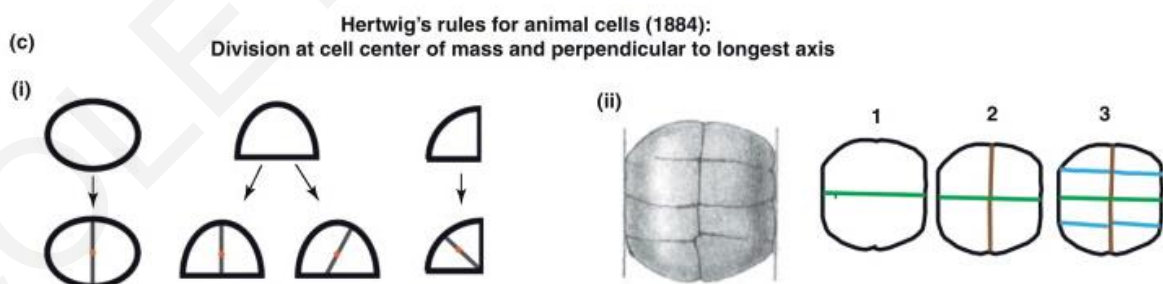 Hertwig's rules for animal cells (1884):
(c)
Division at cell center of mass and perpendicular to longest axis
(i)
(ii)
1
2
3